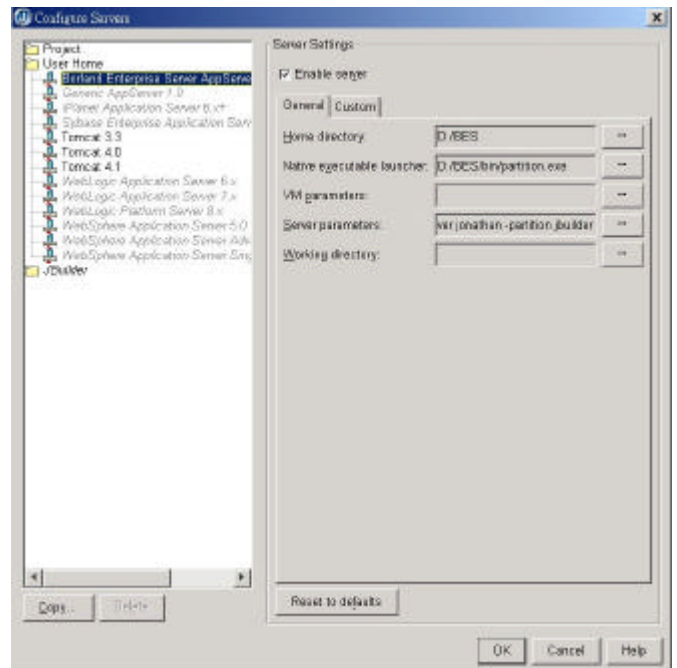 Configure Servers
Project
User Home
Borland Enterprise Server AppServe
Generic AppServer 1.0
iPlanet Application Server 6.x+
Sybase Enterprise Application Serv
Tomcat 3.3
Tomcat 4.0
Tomcat 4.1
WebLogic Application Server 6.x
WebLogic Application Server 7.x
WebLogic Platform Server 8.x
WebSphere Application Server 5.0
WebSphere Application Server Adv
WebSphere Application Server Sing
JBuilder
Copy...
Delete
Server Settings
Enable server
General Custom
Home directory: D:/BES ...
Native executable launcher: D:/BES/bin/partition.exe ...
VM parameters: ...
Server parameters: ver jonathan -partition jbuilder ...
Working directory: ...
Reset to defaults
OK Cancel Help